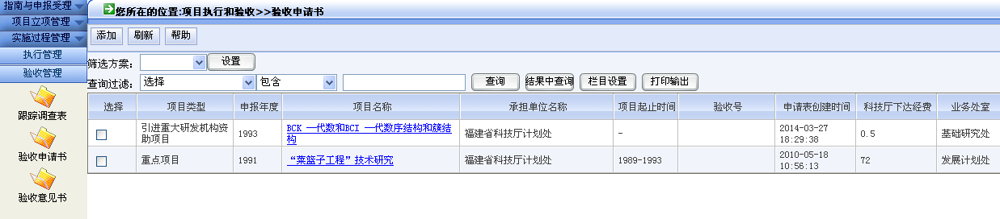 指南与申报受理
项目立项管理
实施过程管理
执行管理
验收管理
跟踪调查表
验收申请书
验收意见书
您所在的位置:项目执行和验收>>验收申请书
添加 刷新 帮助
筛选方案: 设置
查询过滤: 选择 包含 查询 结果中查询 栏目设置 打印输出
选择 项目类型 申报年度 项目名称 承担单位名称 项目起止时间 验收号 申请表创建时间 科技厅下达经费 业务处室
引进重大研发机构资助项目 1993 BCK 一代数和BCI 一代数序结构和簇结构 福建省科技厅计划处 - 2014-03-27 18:29:38 0.5 基础研究处
重点项目 1991 “菜篮子工程”技术研究 福建省科技厅计划处 1989-1993 2010-05-18 10:56:13 72 发展计划处